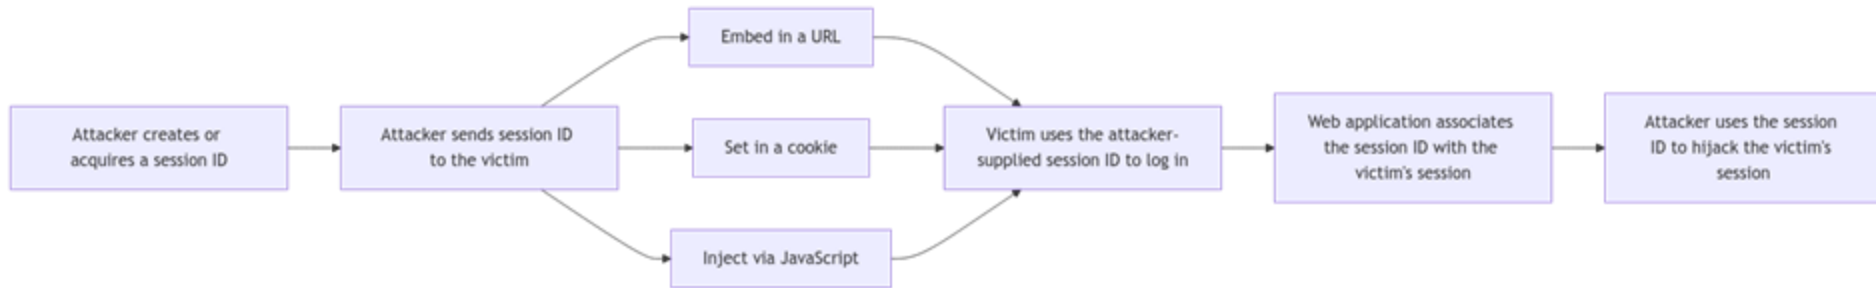 Attacker creates or
acquires a session ID
Attacker sends session ID
to the victim
Embed in a URL
Set in a cookie
Inject via JavaScript
Victim uses the attacker-
supplied session ID to log in
Web application associates
the session ID with the
victim's session
Attacker uses the session
ID to hijack the victim's
session